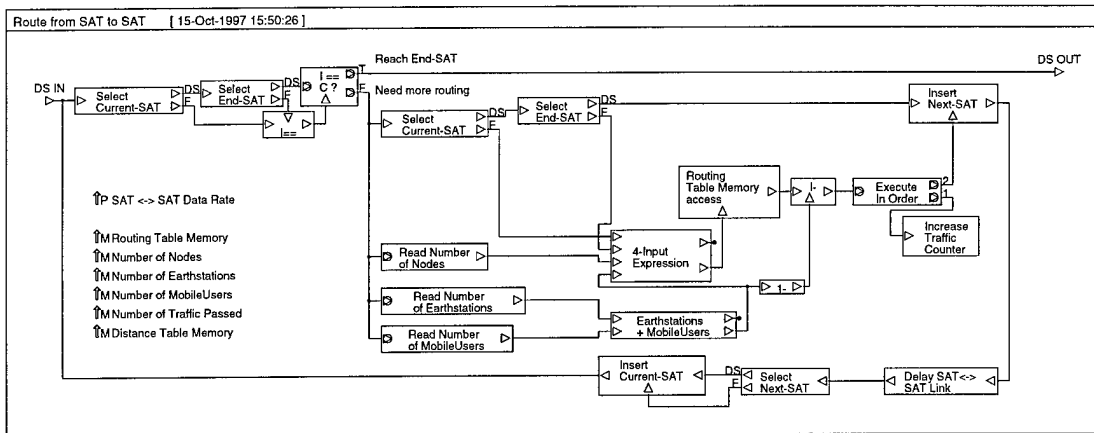 Route from SAT to SAT [ 15-Oct-1997 15:50:26 ]
Reach End-SAT
DS OUT
DS IN
Select
Current-SAT
DS
F
Select
End-SAT
DS
F
I ==
C ?
T
F
I==
Need more routing
Select
Current-SAT
DS
F
Select
End-SAT
DS
F
Insert
Next-SAT
⇑P SAT <-> SAT Data Rate
⇑M Routing Table Memory
⇑M Number of Nodes
⇑M Number of Earthstations
⇑M Number of MobileUsers
⇑M Number of Traffic Passed
⇑M Distance Table Memory
Routing
Table Memory
access
I-
Execute
In Order
2
1
Increase
Traffic
Counter
Read Number
of Nodes
4-Input
Expression
1-
Read Number
of Earthstations
Read Number
of MobileUsers
Earthstations
+ MobileUsers
Insert
Current-SAT
DS
F
Select
Next-SAT
Delay SAT<->
SAT Link